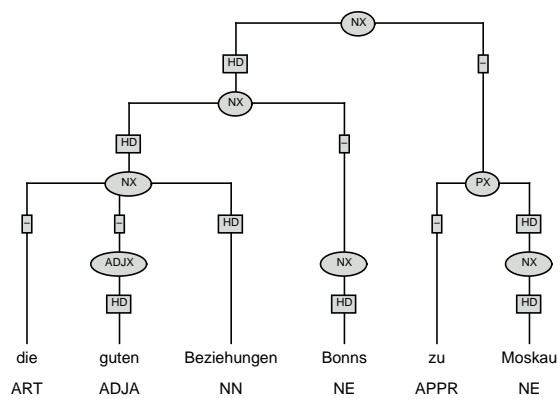 NX
HD –
NX
HD –
NX PX
– – HD – HD
ADJX NX NX
HD HD HD
die guten Beziehungen Bonns zu Moskau
ART ADJA NN NE APPR NE